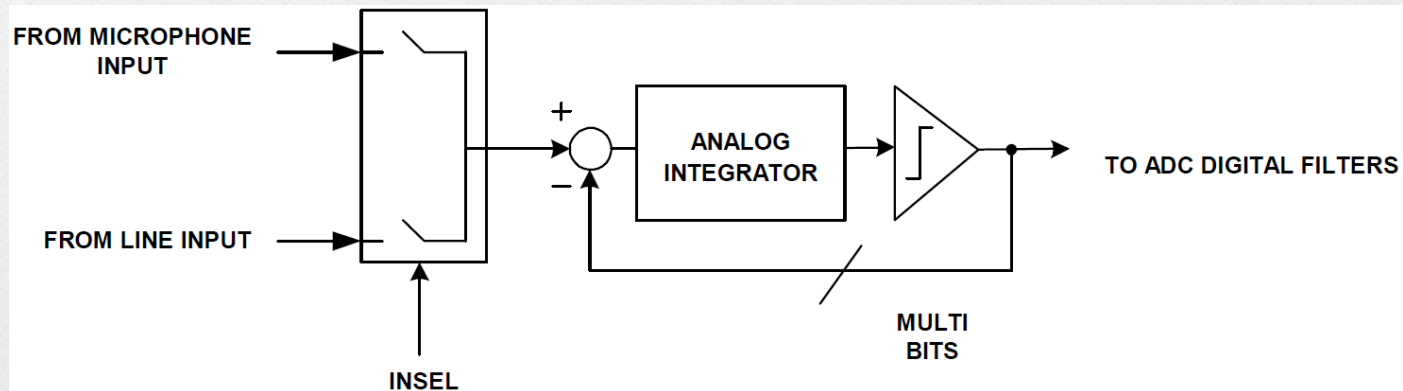 FROM MICROPHONE
INPUT
+
−
ANALOG
INTEGRATOR
TO ADC DIGITAL FILTERS
FROM LINE INPUT
MULTI
BITS
INSEL